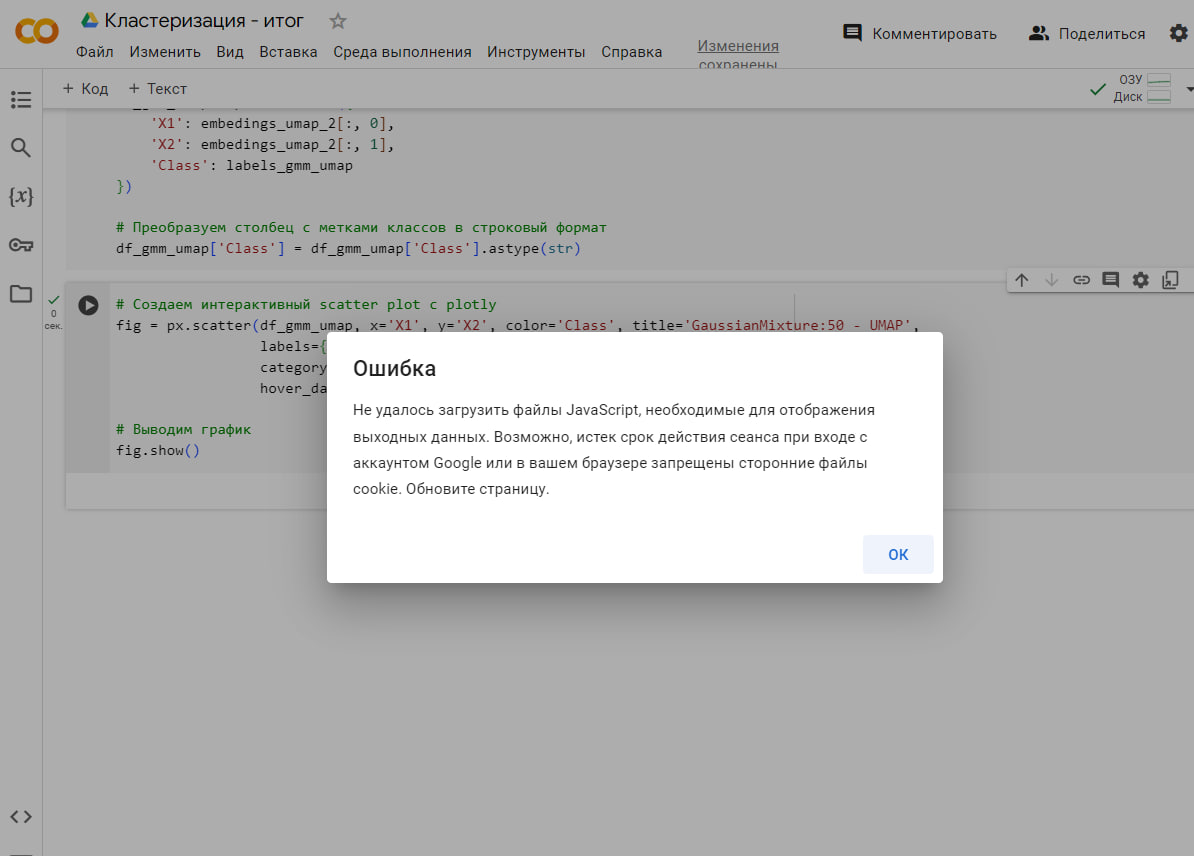 Кластеризация - итог
Файл Изменить Вид Вставка Среда выполнения Инструменты Справка
Изменения
сохранены
Комментировать
Поделиться
+ Код + Текст
ОЗУ
Диск
'X1': embedings_umap_2[:, 0],
'X2': embedings_umap_2[:, 1],
'Class': labels_gmm_umap
})
# Преобразуем столбец с метками классов в строковый формат
df_gmm_umap['Class'] = df_gmm_umap['Class'].astype(str)
0
сек.
# Создаем интерактивный scatter plot с plotly
fig = px.scatter(df_gmm_umap, x='X1', y='X2', color='Class', title='GaussianMixture:50 - UMAP',
labels={
category
hover_da
# Выводим график
fig.show()
Ошибка
Не удалось загрузить файлы JavaScript, необходимые для отображения
выходных данных. Возможно, истек срок действия сеанса при входе с
аккаунтом Google или в вашем браузере запрещены сторонние файлы
cookie. Обновите страницу.
ОК